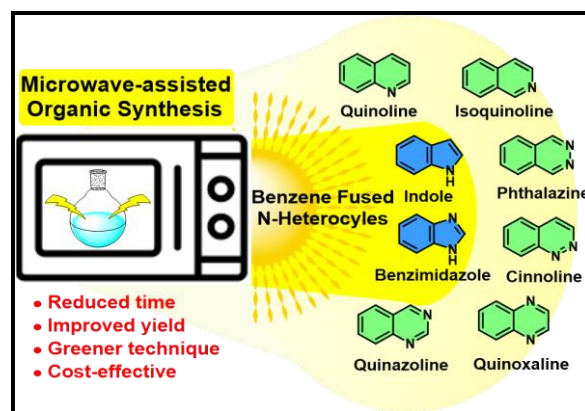 Microwave-assisted
Organic Synthesis
• Reduced time
• Improved yield
• Greener technique
• Cost-effective
Benzene Fused
N-Heterocyles
N
Quinoline
N
Isoquinoline
N
H
Indole
N
N
Phthalazine
N
N
H
Benzimidazole
N
N
Cinnoline
N
N
Quinazoline
N
N
Quinoxaline